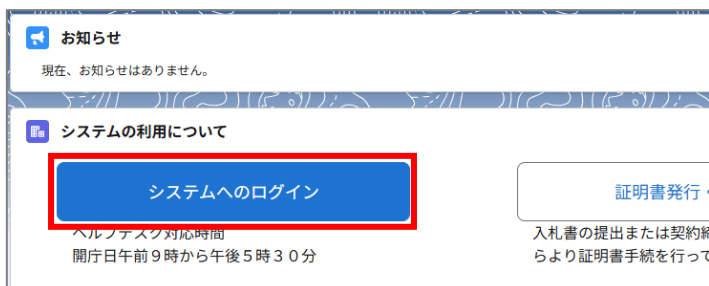 お知らせ
現在、お知らせはありません。
システムの利用について
システムへのログイン
証明書発行・
ヘルプデスク対応時間
開庁日午前９時から午後５時３０分
入札書の提出または契約締
らより証明書手続を行って